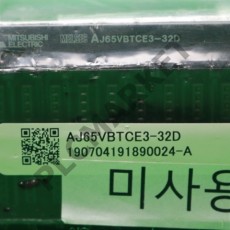 MITSUBISHI
ELECTRIC
AJ65VBTCE3-32D
AJ65VBTCE3-32D
190704191890024-A
미사용